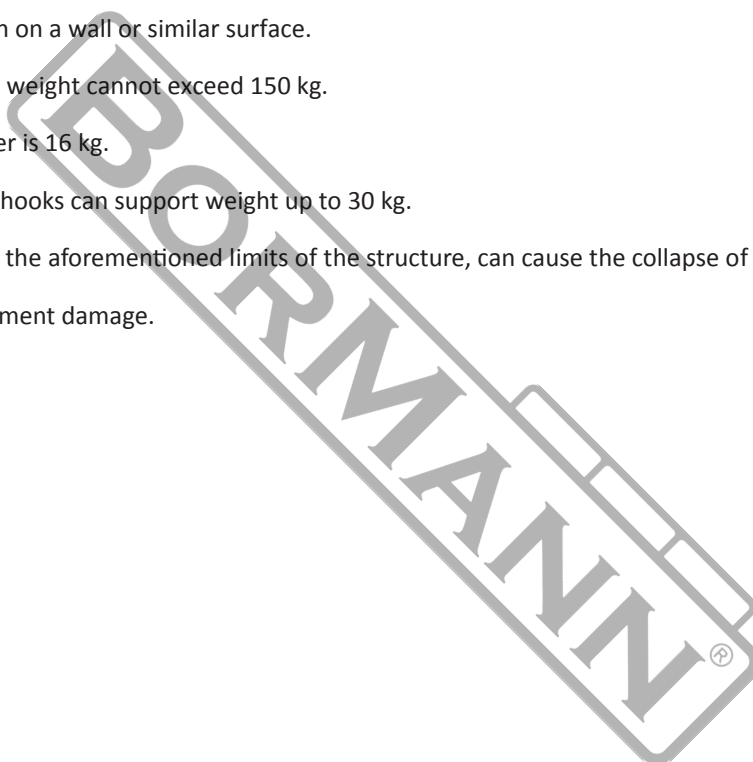 on a wall or similar surface.
weight cannot exceed 150 kg.
er is 16 kg.
hooks can support weight up to 30 kg.
the aforementioned limits of the structure, can cause the collapse of
ment damage.
BORMANN®